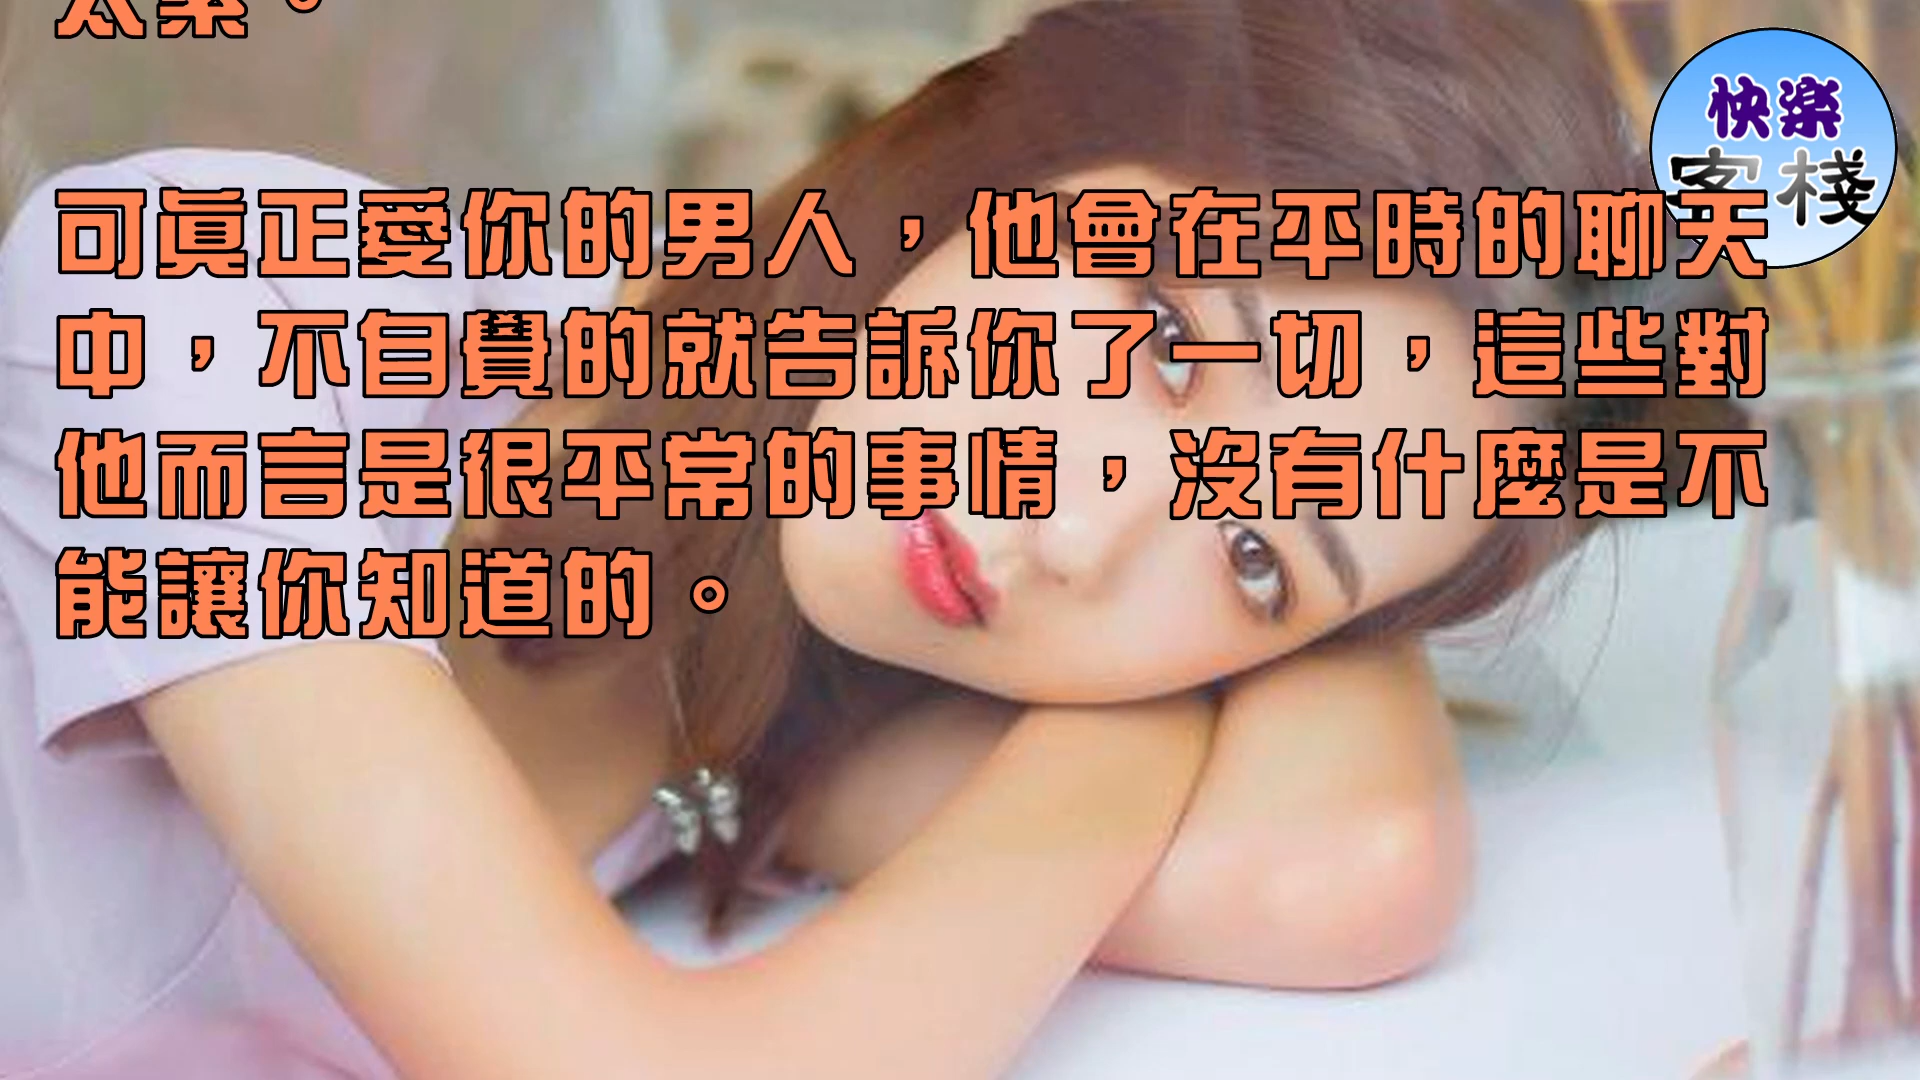 太累。
可真正愛你的男人，他會在平時的聊天
中，不自覺的就告訴你了一切，這些對
他而言是很平常的事情，沒有什麼是不
能讓你知道的。
快樂
客棧